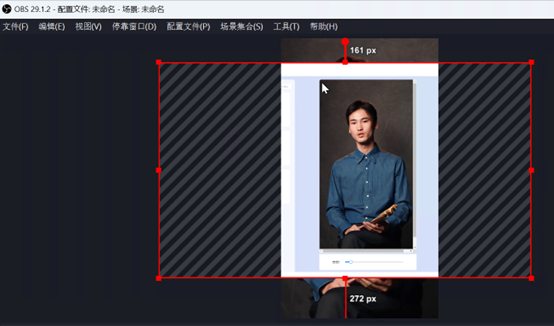 OBS 29.1.2 - 配置文件: 未命名 - 场景: 未命名
文件(F) 编辑(E) 视图(V) 停靠窗口(D) 配置文件(P) 场景集合(S) 工具(T) 帮助(H)
161 px
272 px